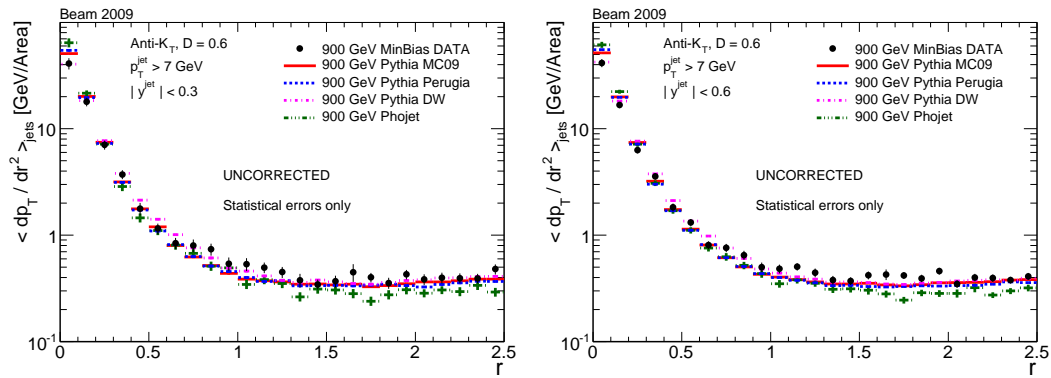 Beam 2009
< dp_T / dr² >_jets [GeV/Area]
10
1
10⁻¹
Anti-K_T, D = 0.6
p_T^jet > 7 GeV
| y^jet | < 0.3
900 GeV MinBias DATA
900 GeV Pythia MC09
900 GeV Pythia Perugia
900 GeV Pythia DW
900 GeV Phojet
UNCORRECTED
Statistical errors only
0 0.5 1 1.5 2 2.5
r
Beam 2009
< dp_T / dr² >_jets [GeV/Area]
10
1
10⁻¹
Anti-K_T, D = 0.6
p_T^jet > 7 GeV
| y^jet | < 0.6
900 GeV MinBias DATA
900 GeV Pythia MC09
900 GeV Pythia Perugia
900 GeV Pythia DW
900 GeV Phojet
UNCORRECTED
Statistical errors only
0 0.5 1 1.5 2 2.5
r